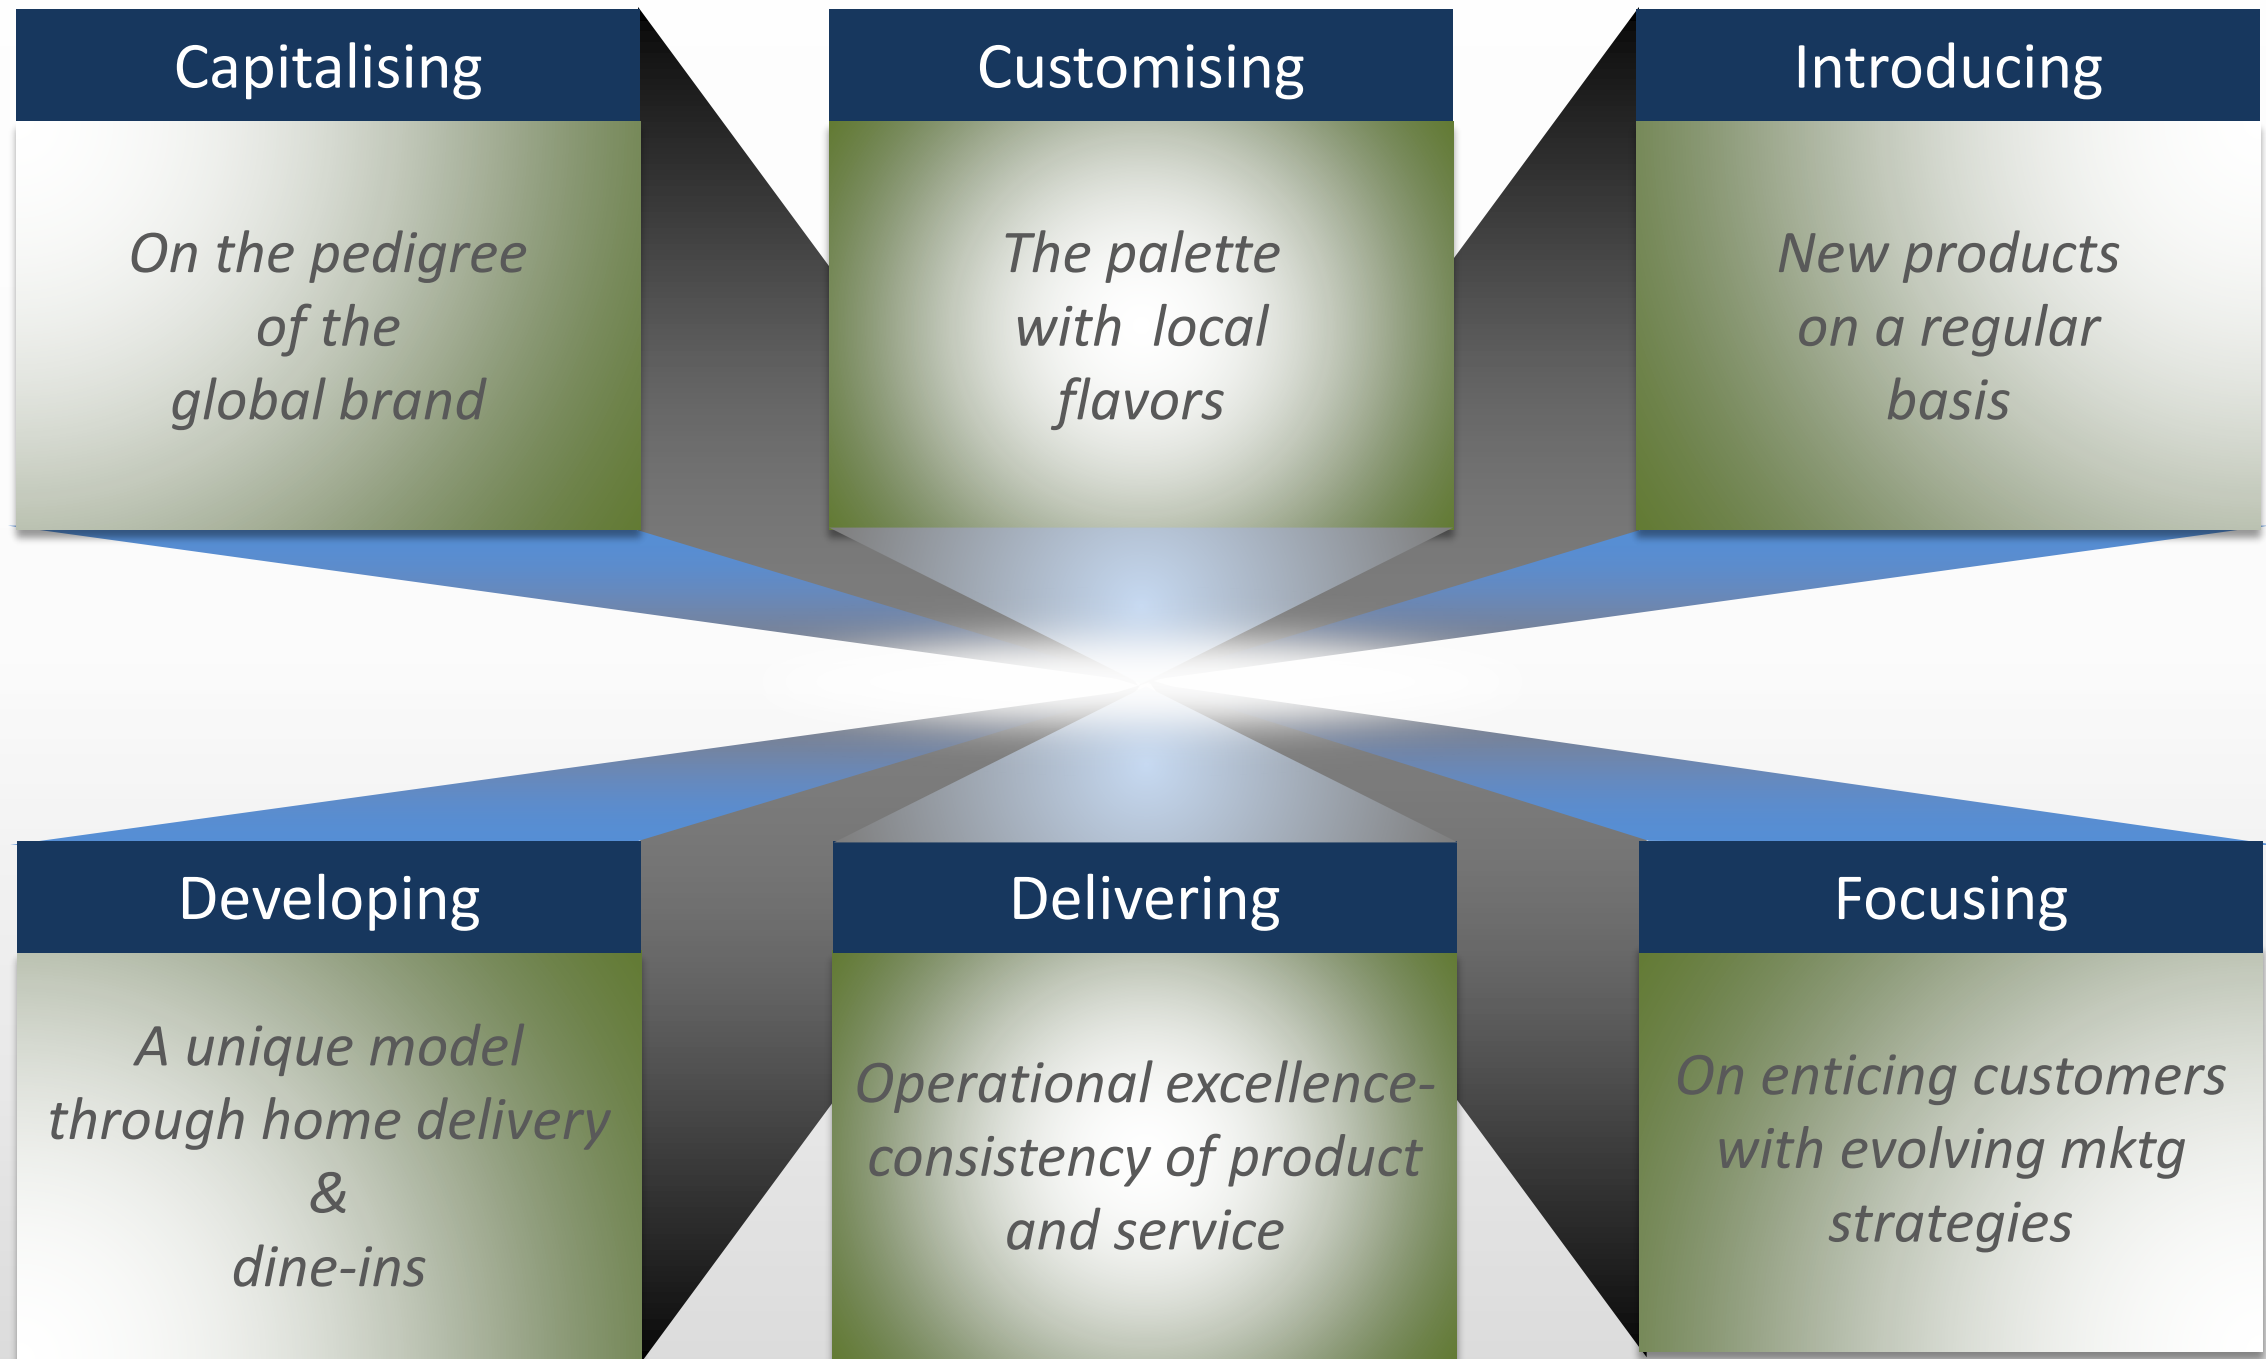 Capitalising
On the pedigree
of the
global brand
Customising
The palette
with  local
flavors
Introducing
New products
on a regular
basis
Developing
A unique model
through home delivery
&
dine-ins
Delivering
Operational excellence-
consistency of product
and service
Focusing
On enticing customers
with evolving mktg
strategies